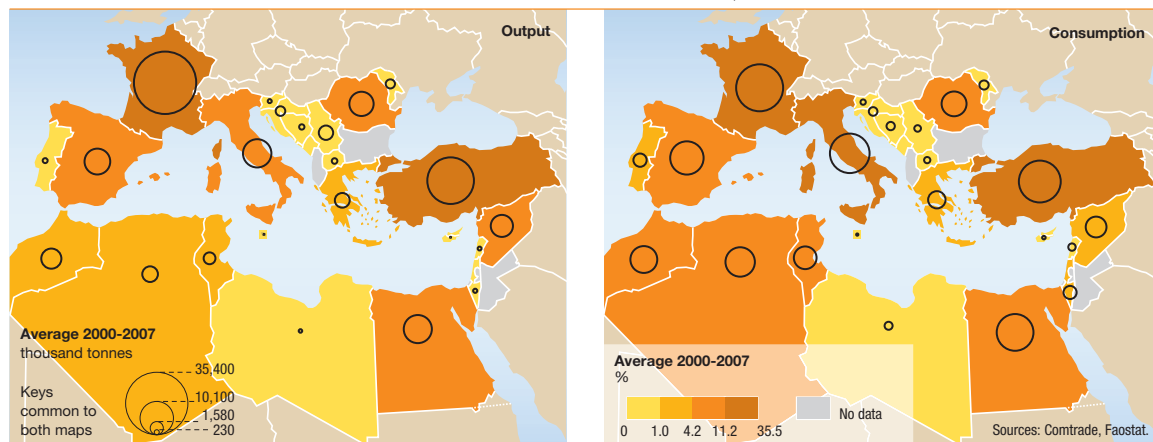 Output
Average 2000-2007
thousand tonnes
35,400
10,100
1,580
230
Keys
common to
both maps
Consumption
Average 2000-2007
%
0 1.0 4.2 11.2 35.5
No data
Sources: Comtrade, Faostat.